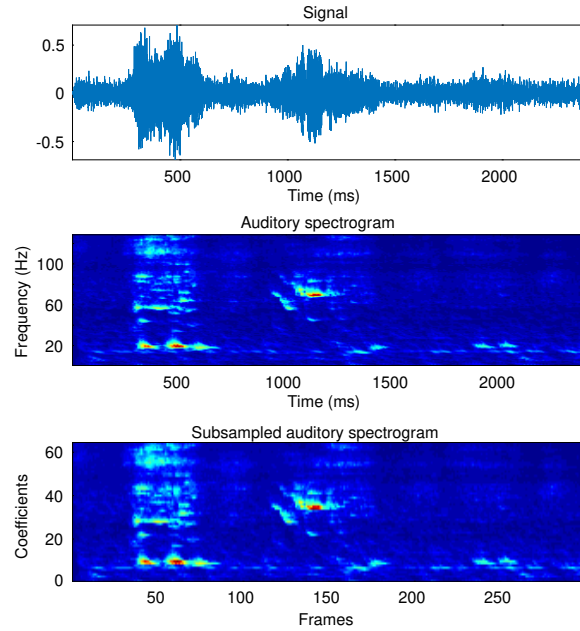 Signal
0.5
0
-0.5
500
1000
1500
2000
Time (ms)
Auditory spectrogram
Frequency (Hz)
100
60
20
500
1000
1500
2000
Time (ms)
Subsampled auditory spectrogram
Coefficients
60
40
20
0
50
100
150
200
250
Frames